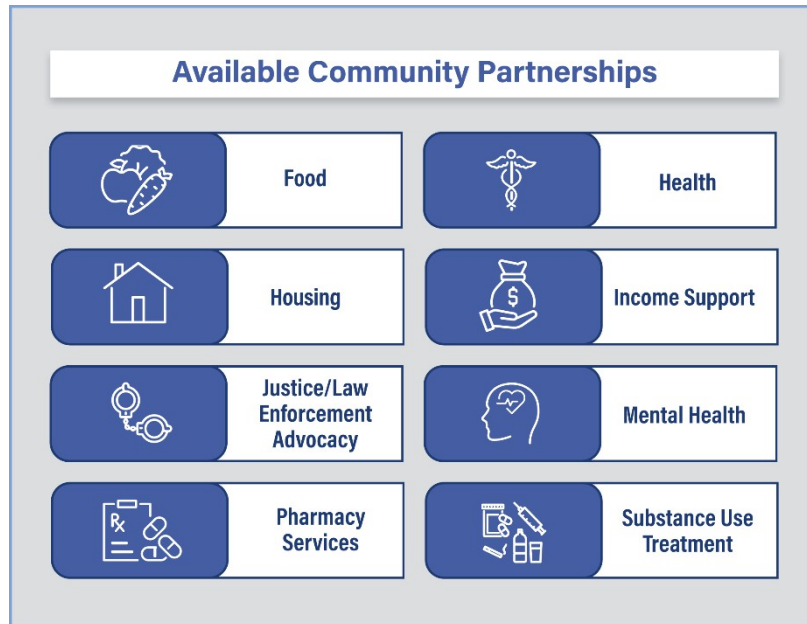 Available Community Partnerships
Food
Health
Housing
$
Income Support
Justice/Law
Enforcement
Advocacy
Mental Health
Rx
Pharmacy
Services
Substance Use
Treatment